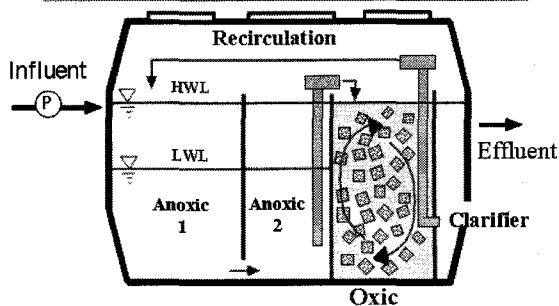 Recirculation
Influent
P
HWL
LWL
Effluent
Anoxic
1
Anoxic
2
Clarifier
Oxic